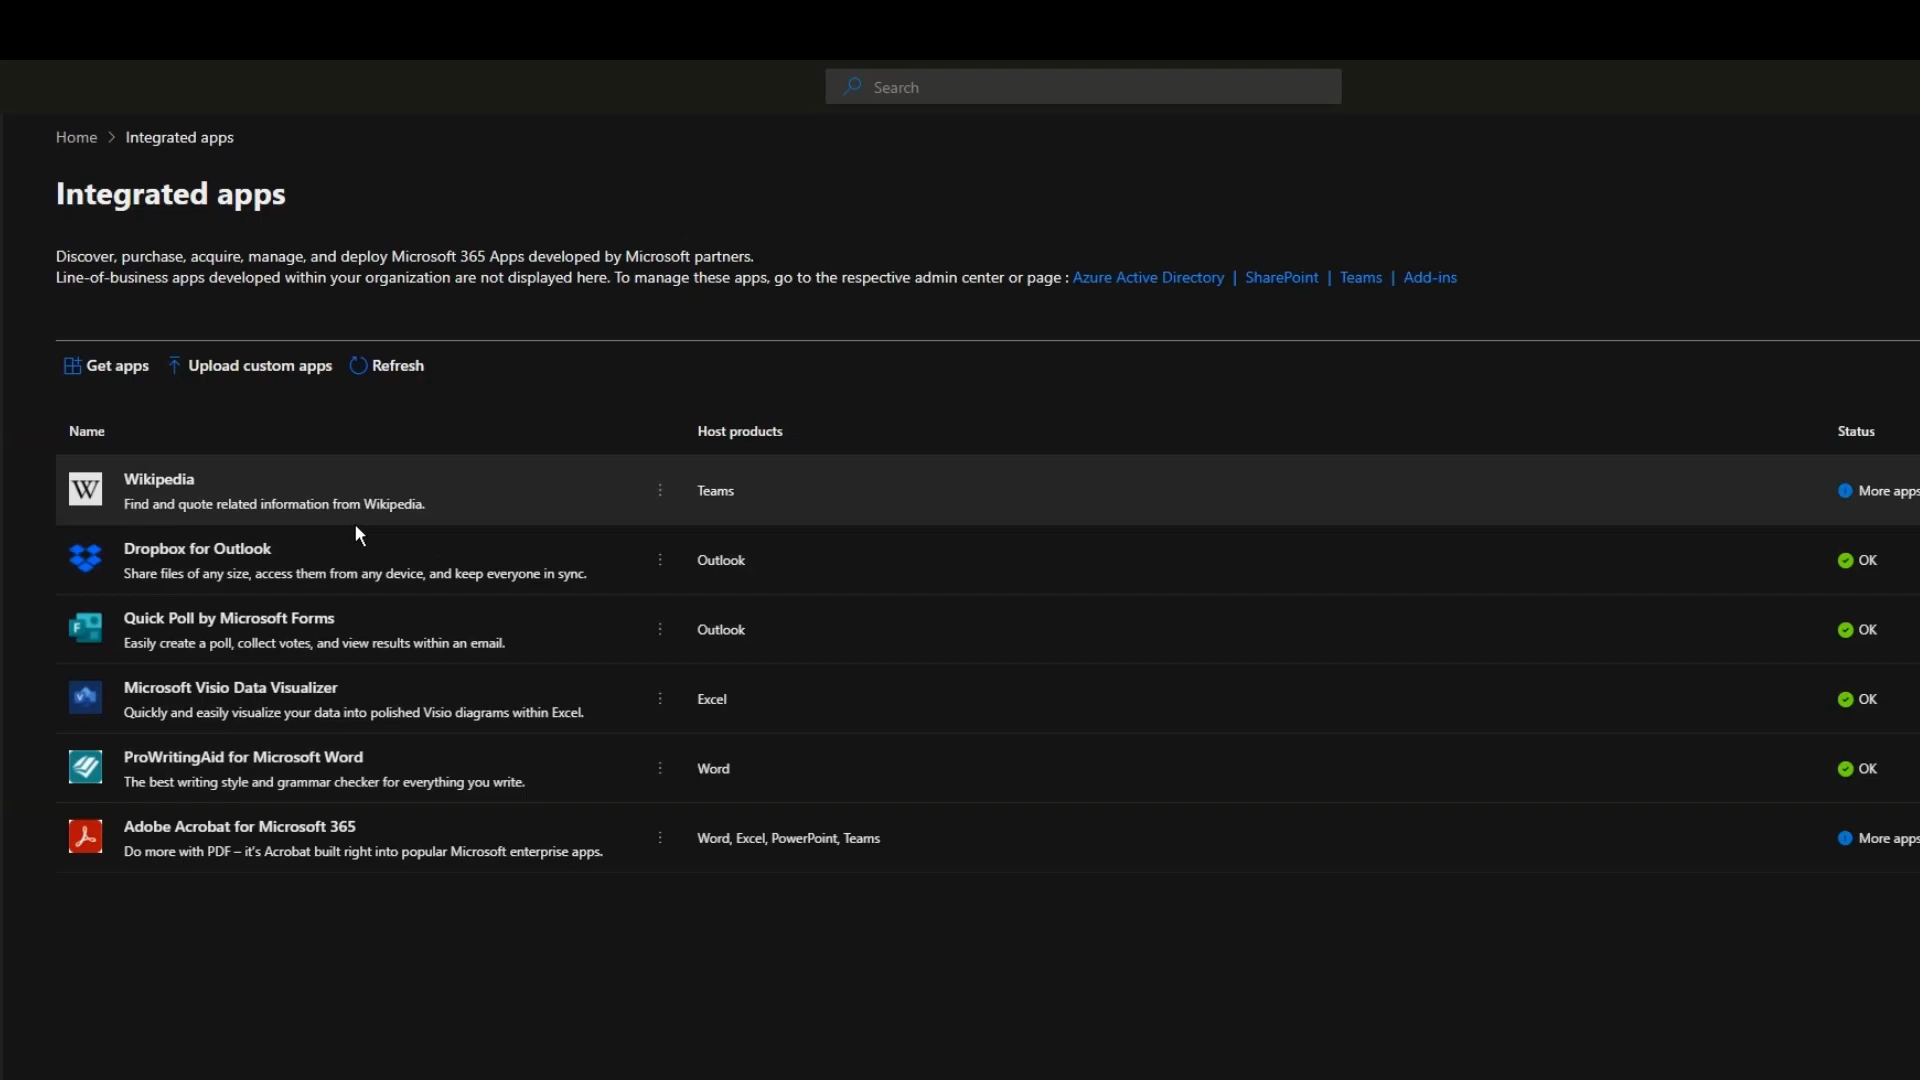 Search
Home > Integrated apps
Integrated apps
Discover, purchase, acquire, manage, and deploy Microsoft 365 Apps developed by Microsoft partners.
Line-of-business apps developed within your organization are not displayed here. To manage these apps, go to the respective admin center or page : Azure Active Directory | SharePoint | Teams | Add-ins
Get apps Upload custom apps Refresh
Name Host products Status
W Wikipedia
Find and quote related information from Wikipedia.
Teams More apps
Dropbox for Outlook
Share files of any size, access them from any device, and keep everyone in sync.
Outlook OK
F Quick Poll by Microsoft Forms
Easily create a poll, collect votes, and view results within an email.
Outlook OK
Microsoft Visio Data Visualizer
Quickly and easily visualize your data into polished Visio diagrams within Excel.
Excel OK
ProWritingAid for Microsoft Word
The best writing style and grammar checker for everything you write.
Word OK
Adobe Acrobat for Microsoft 365
Do more with PDF – it's Acrobat built right into popular Microsoft enterprise apps.
Word, Excel, PowerPoint, Teams More apps